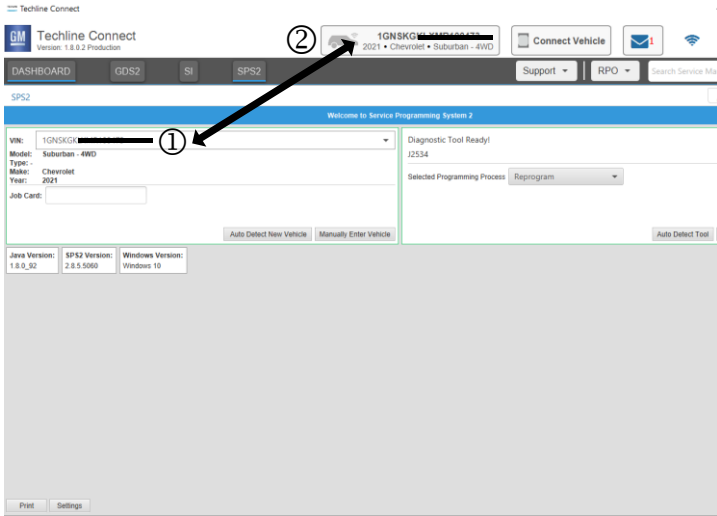 Techline Connect
GM
Techline Connect
Version: 1.8.0.2 Production
②
2021 • Chevrolet • Suburban - 4WD
Connect Vehicle
1
DASHBOARD
GDS2
SI
SPS2
Support
RPO
Search Service Ma
SPS2
Welcome to Service Programming System 2
VIN:
①
Model: Suburban - 4WD
Type: -
Make: Chevrolet
Year: 2021
Job Card:
Auto Detect New Vehicle
Manually Enter Vehicle
Diagnostic Tool Ready!
J2534
Selected Programming Process
Reprogram
Auto Detect Tool
Java Version:
1.8.0_92
SPS2 Version:
2.8.5.5060
Windows Version:
Windows 10
Print
Settings